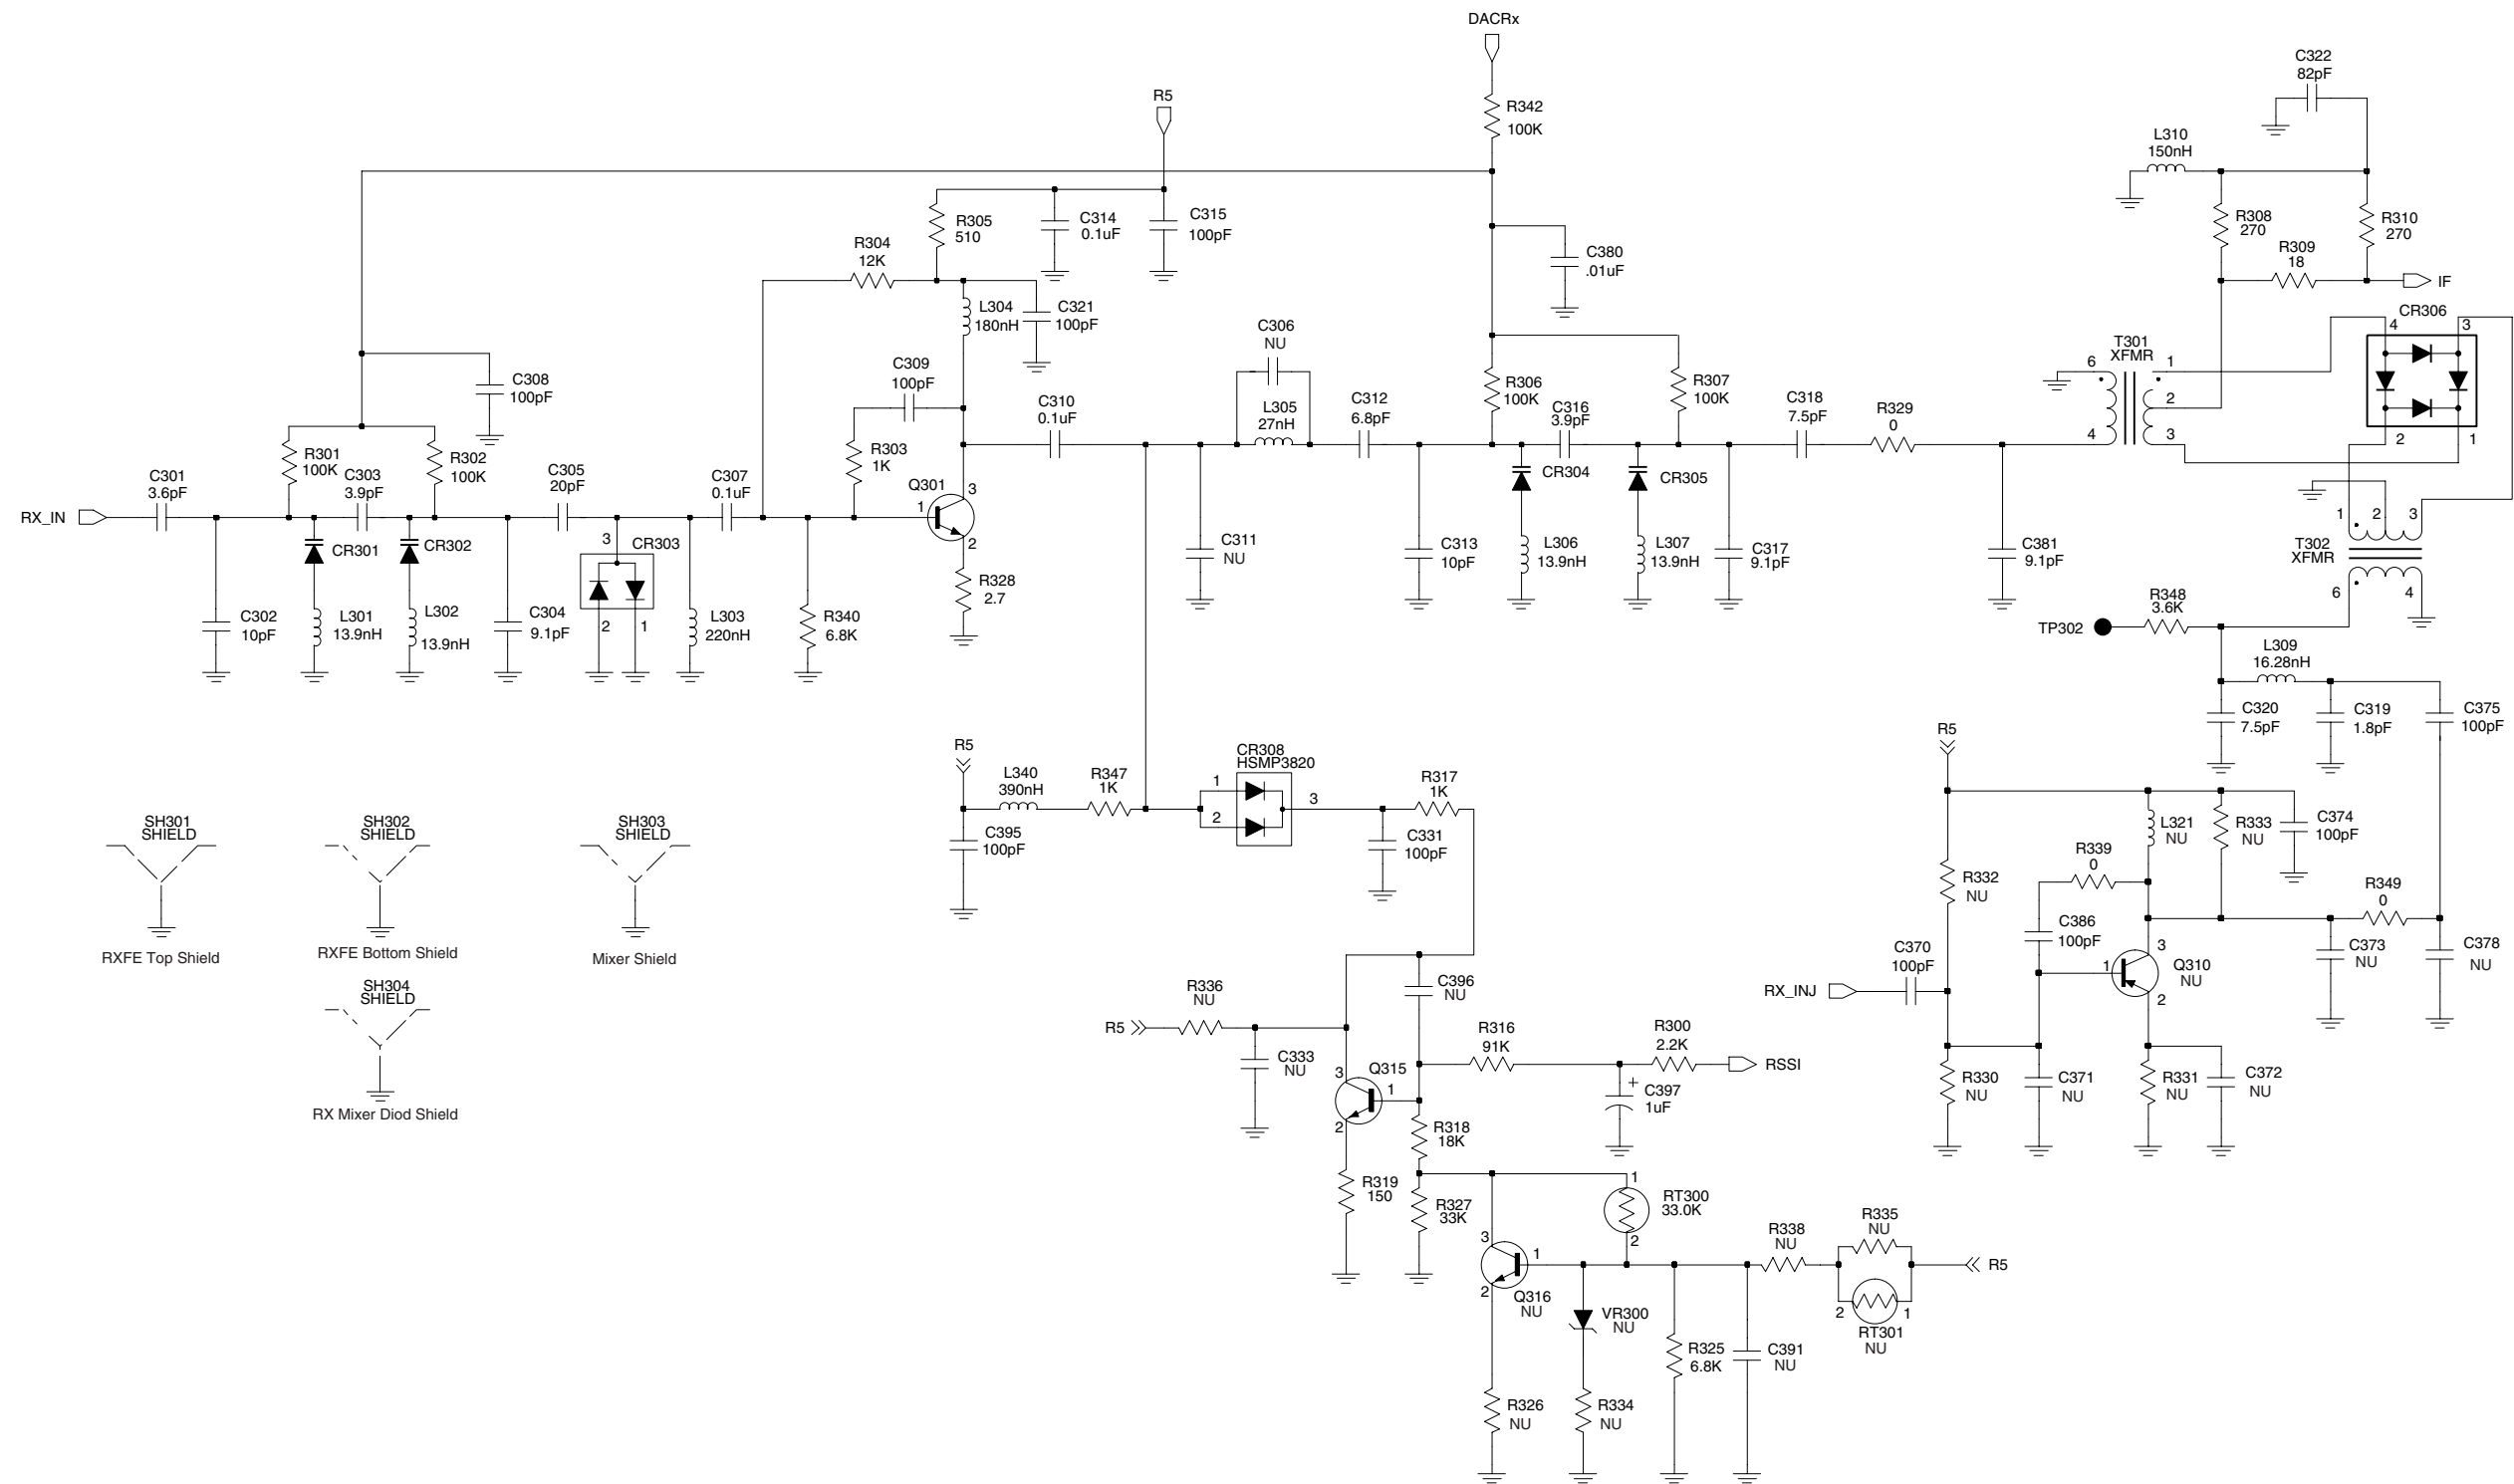 DACRx
R342
100K
R5
C322
82pF
L310
150nH
R308
270
R310
270
R309
18
IF
R305
510
C314
0.1uF
C315
100pF
R304
12K
L304
180nH
C321
100pF
C380
.01uF
C308
100pF
C309
100pF
C306
NU
L305
27nH
C310
0.1uF
C312
6.8pF
R306
100K
C316
3.9pF
R307
100K
C318
7.5pF
R329
0
T301
XFMR
6
4
1
2
3
CR306
4
3
2
1
RX_IN
C301
3.6pF
R301
100K
C303
3.9pF
R302
100K
C305
20pF
C307
0.1uF
R303
1K
Q301
1
3
2
CR301
CR302
CR303
3
2
1
CR304
CR305
C302
10pF
L301
13.9nH
L302
13.9nH
C304
9.1pF
L303
220nH
R340
6.8K
R328
2.7
C311
NU
C313
10pF
L306
13.9nH
L307
13.9nH
C317
9.1pF
C381
9.1pF
1
2
3
T302
XFMR
6
4
TP302
R348
3.6K
L309
16.28nH
C320
7.5pF
C319
1.8pF
C375
100pF
R5
L340
390nH
R347
1K
C395
100pF
CR308
HSMP3820
1
2
3
R317
1K
C331
100pF
R5
L321
NU
R333
NU
C374
100pF
R332
NU
R339
0
C386
100pF
R349
0
C370
100pF
RX_INJ
Q310
NU
3
1
2
C373
NU
C378
NU
R330
NU
C371
NU
R331
NU
C372
NU
SH301
SHIELD
RXFE Top Shield
SH302
SHIELD
RXFE Bottom Shield
SH303
SHIELD
Mixer Shield
SH304
SHIELD
RX Mixer Diod Shield
R5
R336
NU
C333
NU
C396
NU
R316
91K
R300
2.2K
RSSI
Q315
3
1
2
+
C397
1uF
R318
18K
R319
150
R327
33K
1
RT300
33.0K
2
3
1
2
Q316
NU
R338
NU
R335
NU
2
1
RT301
NU
R5
VR300
NU
R325
6.8K
C391
NU
R326
NU
R334
NU